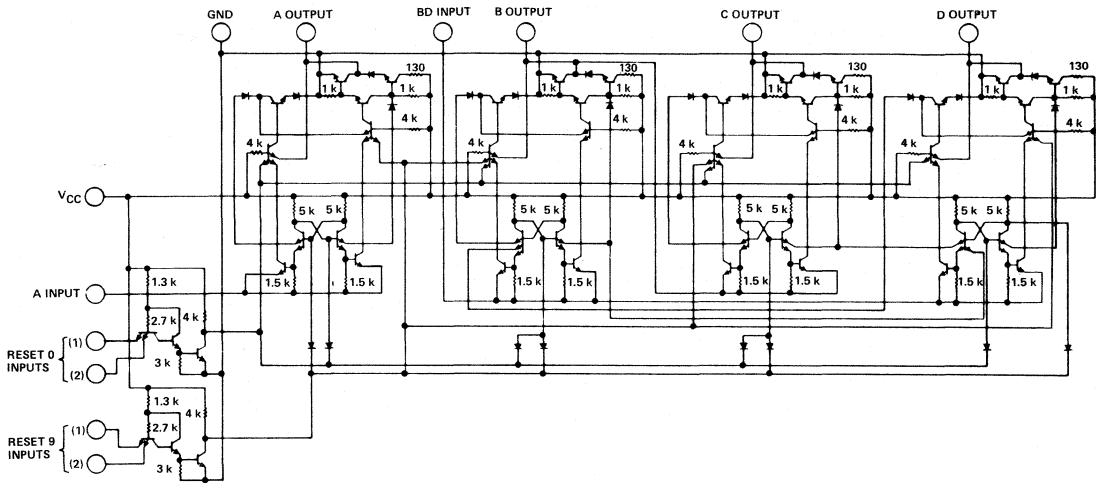 GND A OUTPUT BD INPUT B OUTPUT C OUTPUT D OUTPUT
130 130 130 130
1 k 1 k 1 k 1 k 1 k 1 k 1 k 1 k
4 k 4 k 4 k 4 k
4 k 4 k 4 k 4 k
VCC
5 k 5 k 5 k 5 k 5 k 5 k 5 k 5 k
1.5 k 1.5 k 1.5 k 1.5 k 1.5 k 1.5 k 1.5 k 1.5 k
A INPUT
1.3 k
2.7 k 4 k
RESET 0 INPUTS (1) (2)
3 k
1.3 k
4 k
2.7 k
RESET 9 INPUTS (1) (2)
3 k